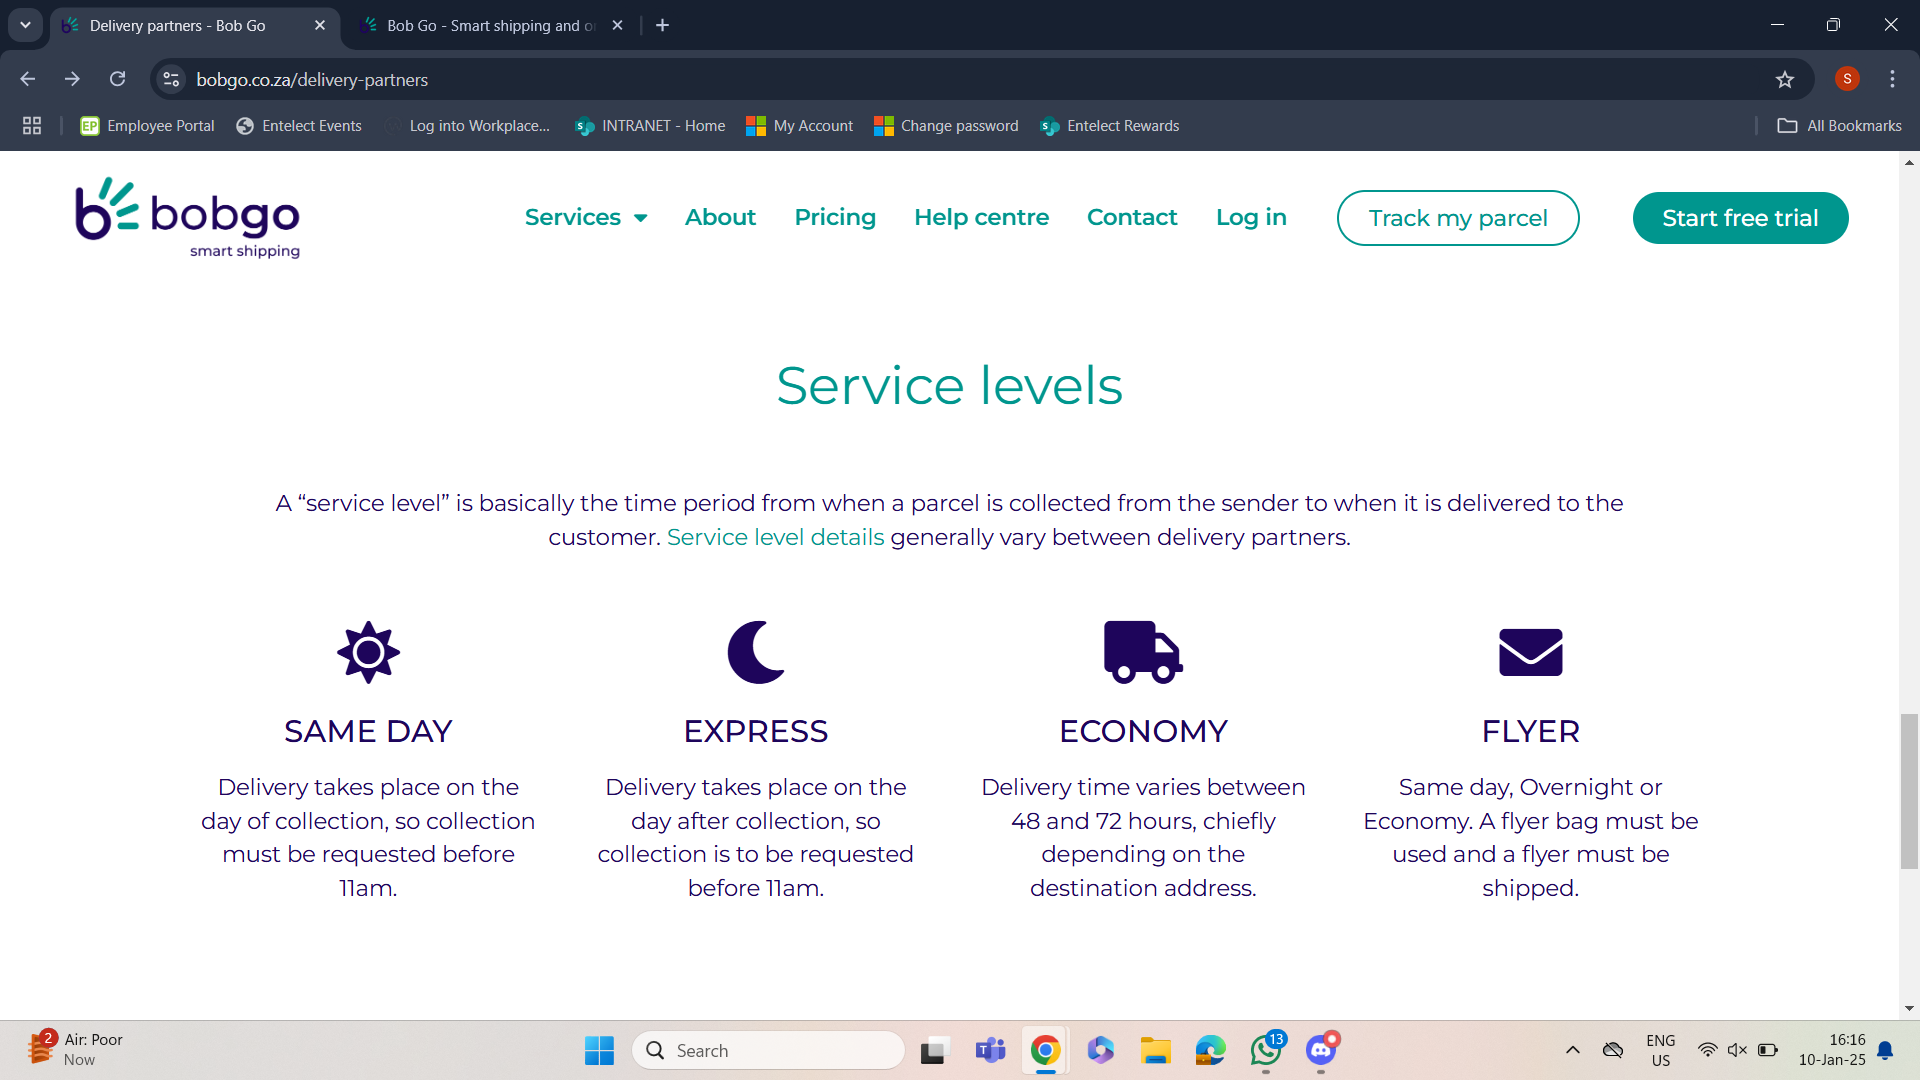 Delivery partners - Bob Go
Bob Go - Smart shipping and o
bobgo.co.za/delivery-partners
S
EP Employee Portal
Entelect Events
Log into Workplace...
S INTRANET - Home
My Account
Change password
S Entelect Rewards
All Bookmarks
bobgo
smart shipping
Services
About
Pricing
Help centre
Contact
Log in
Track my parcel
Start free trial
Service levels
A “service level” is basically the time period from when a parcel is collected from the sender to when it is delivered to the
customer. Service level details generally vary between delivery partners.
SAME DAY
Delivery takes place on the
day of collection, so collection
must be requested before
11am.
EXPRESS
Delivery takes place on the
day after collection, so
collection is to be requested
before 11am.
ECONOMY
Delivery time varies between
48 and 72 hours, chiefly
depending on the
destination address.
FLYER
Same day, Overnight or
Economy. A flyer bag must be
used and a flyer must be
shipped.
2
Air: Poor
Now
Search
T
13
ENG
US
16:16
10-Jan-25